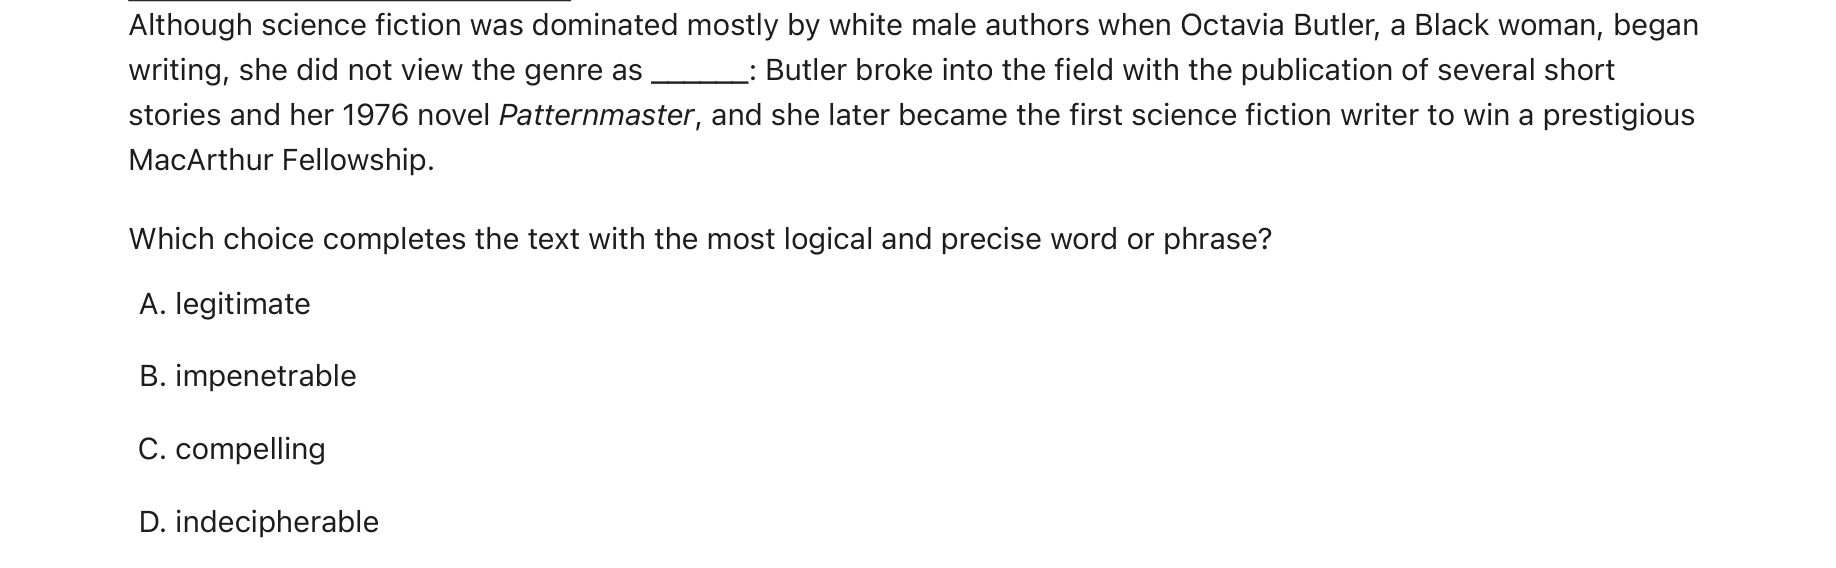 Although science fiction was dominated mostly by white male authors when Octavia Butler, a Black woman, began
writing, she did not view the genre as ______: Butler broke into the field with the publication of several short
stories and her 1976 novel Patternmaster, and she later became the first science fiction writer to win a prestigious
MacArthur Fellowship.
Which choice completes the text with the most logical and precise word or phrase?
A. legitimate
B. impenetrable
C. compelling
D. indecipherable